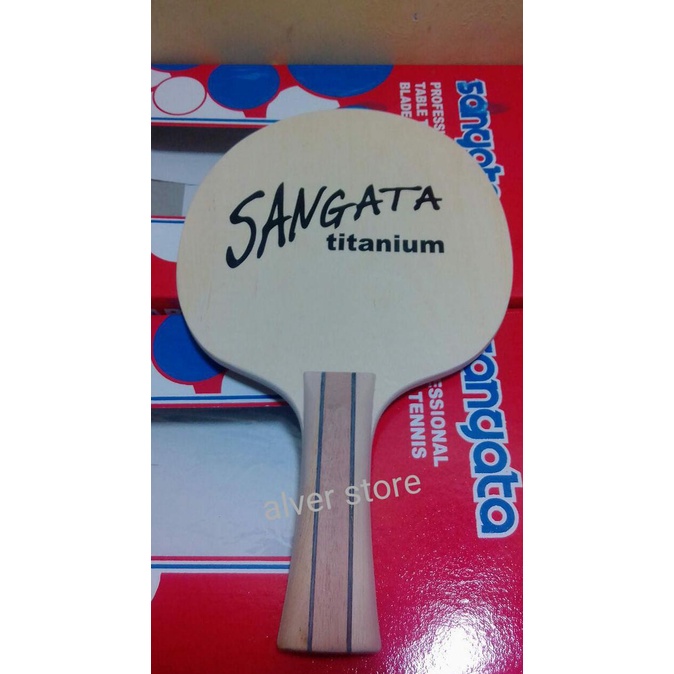 SANGATA
titanium
alver store
sangata
PROFESS
TABLE T
BLADE
sangata
ESSIONAL
TENNIS